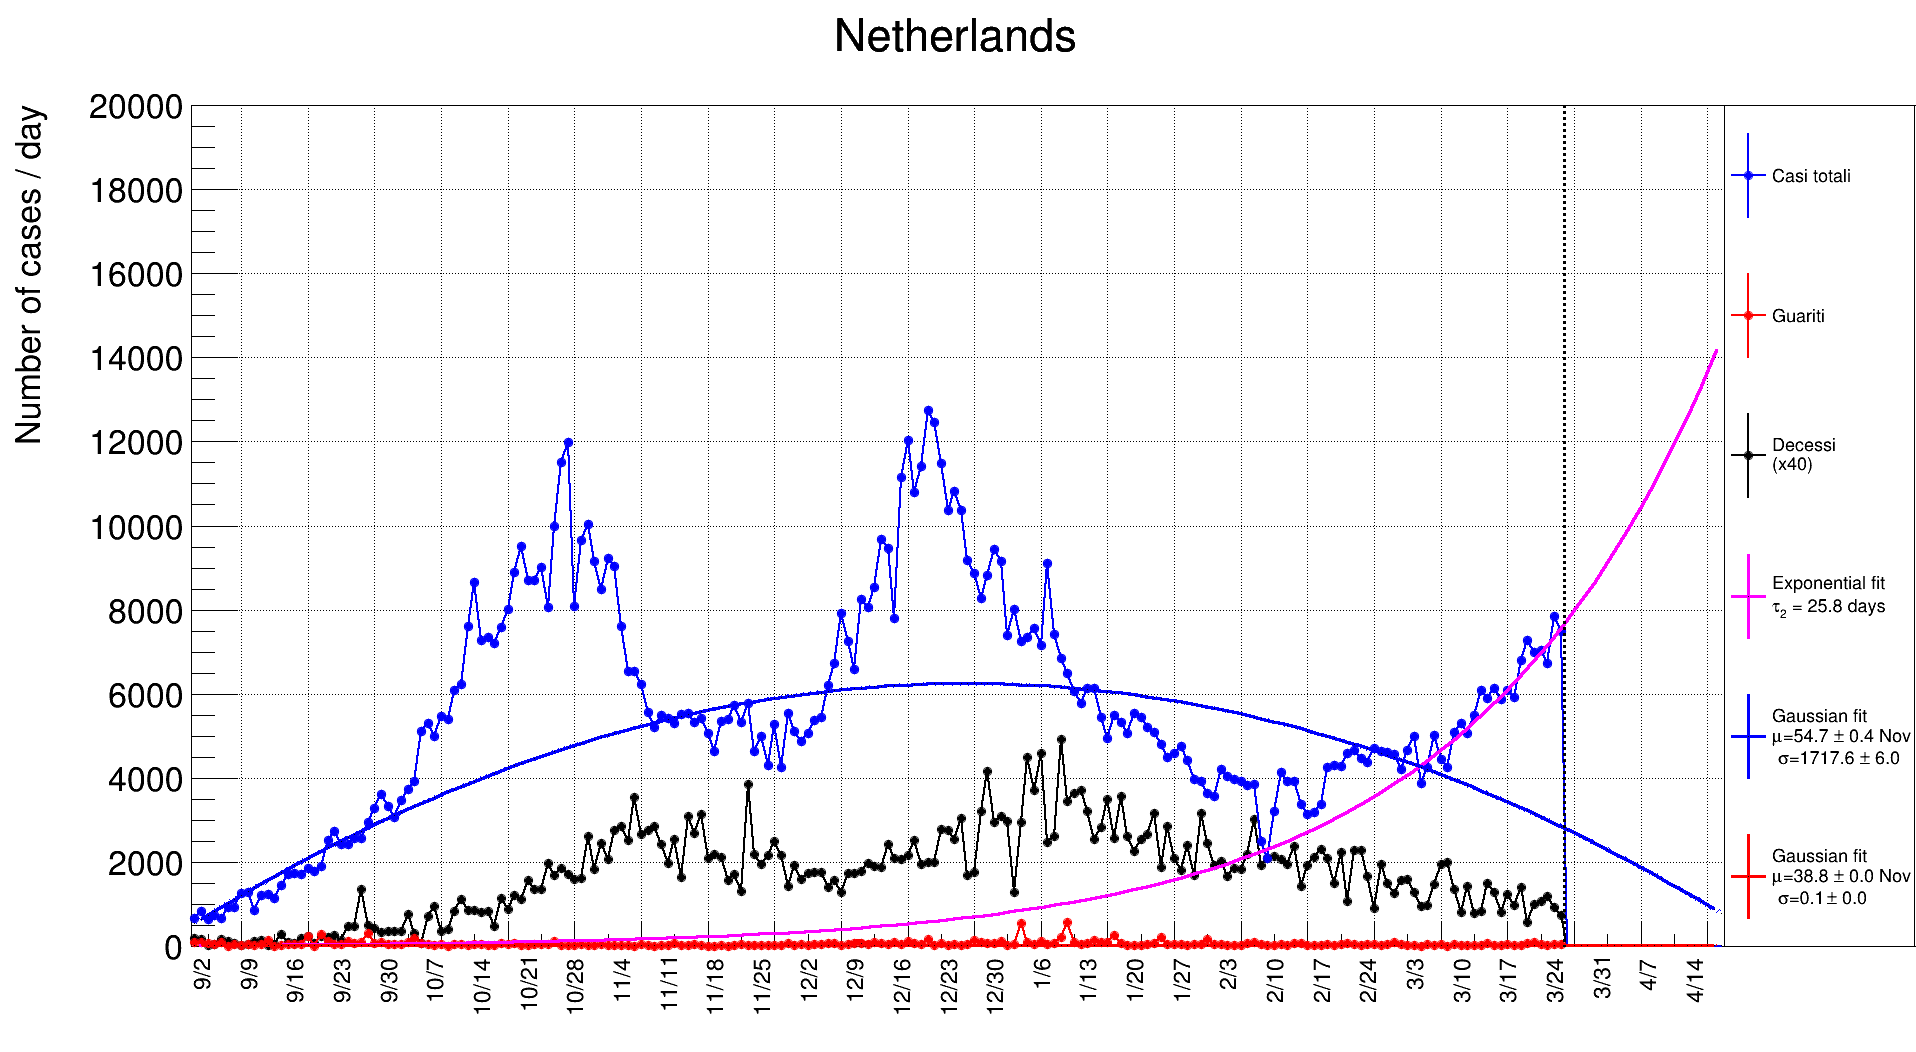 Netherlands
Number of cases / day
20000
18000
16000
14000
12000
10000
8000
6000
4000
2000
0
9/2 9/9 9/16 9/23 9/30 10/7 10/14 10/21 10/28 11/4 11/11 11/18 11/25 12/2 12/9 12/16 12/23 12/30 1/6 1/13 1/20 1/27 2/3 2/10 2/17 2/24 3/3 3/10 3/17 3/24 3/31 4/7 4/14
Casi totali
Guariti
Decessi
(x40)
Exponential fit
τ2 = 25.8 days
Gaussian fit
μ=54.7 ± 0.4 Nov
σ=1717.6 ± 6.0
Gaussian fit
μ=38.8 ± 0.0 Nov
σ=0.1 ± 0.0